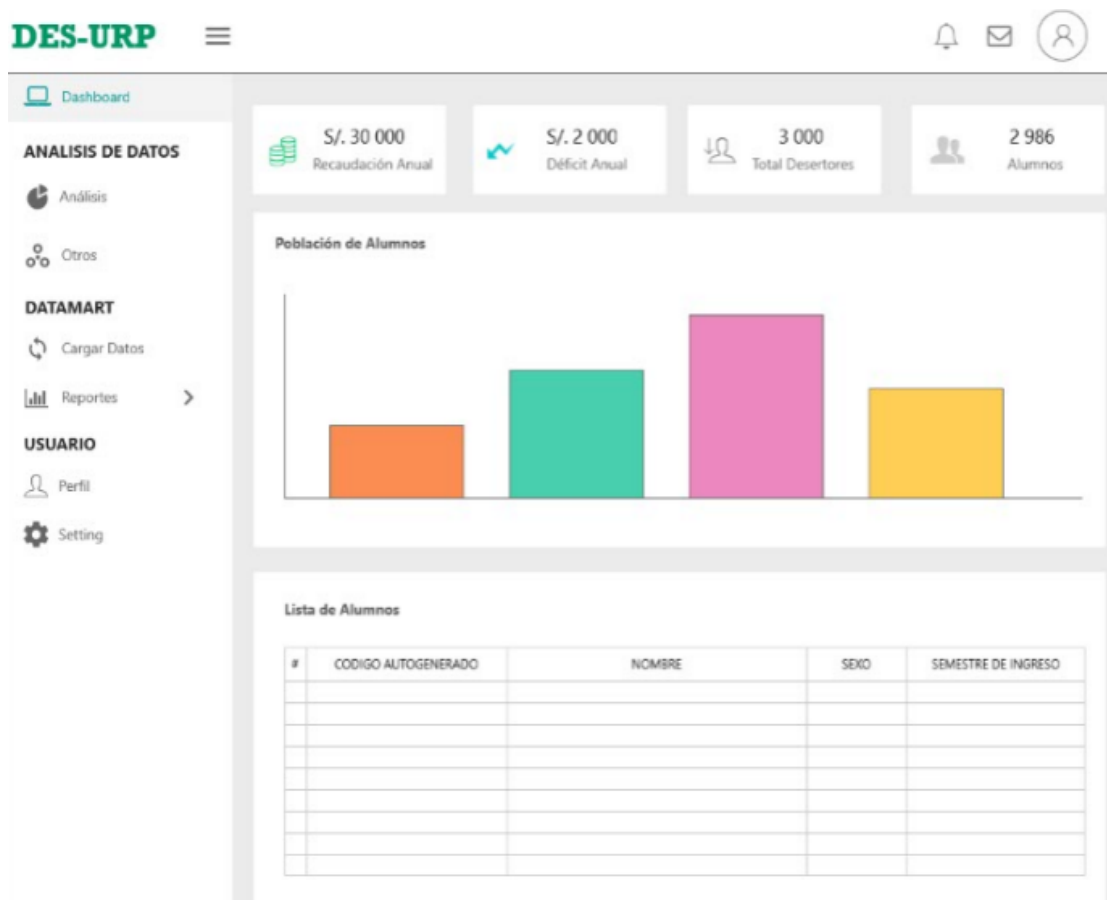 DES-URP
Dashboard
ANALISIS DE DATOS
Análisis
Otros
DATAMART
Cargar Datos
Reportes
USUARIO
Perfil
Setting
S/. 30 000
Recaudación Anual
S/. 2 000
Déficit Anual
3 000
Total Desertores
2 986
Alumnos
Población de Alumnos
Lista de Alumnos
# CODIGO AUTOGENERADO NOMBRE SEXO SEMESTRE DE INGRESO